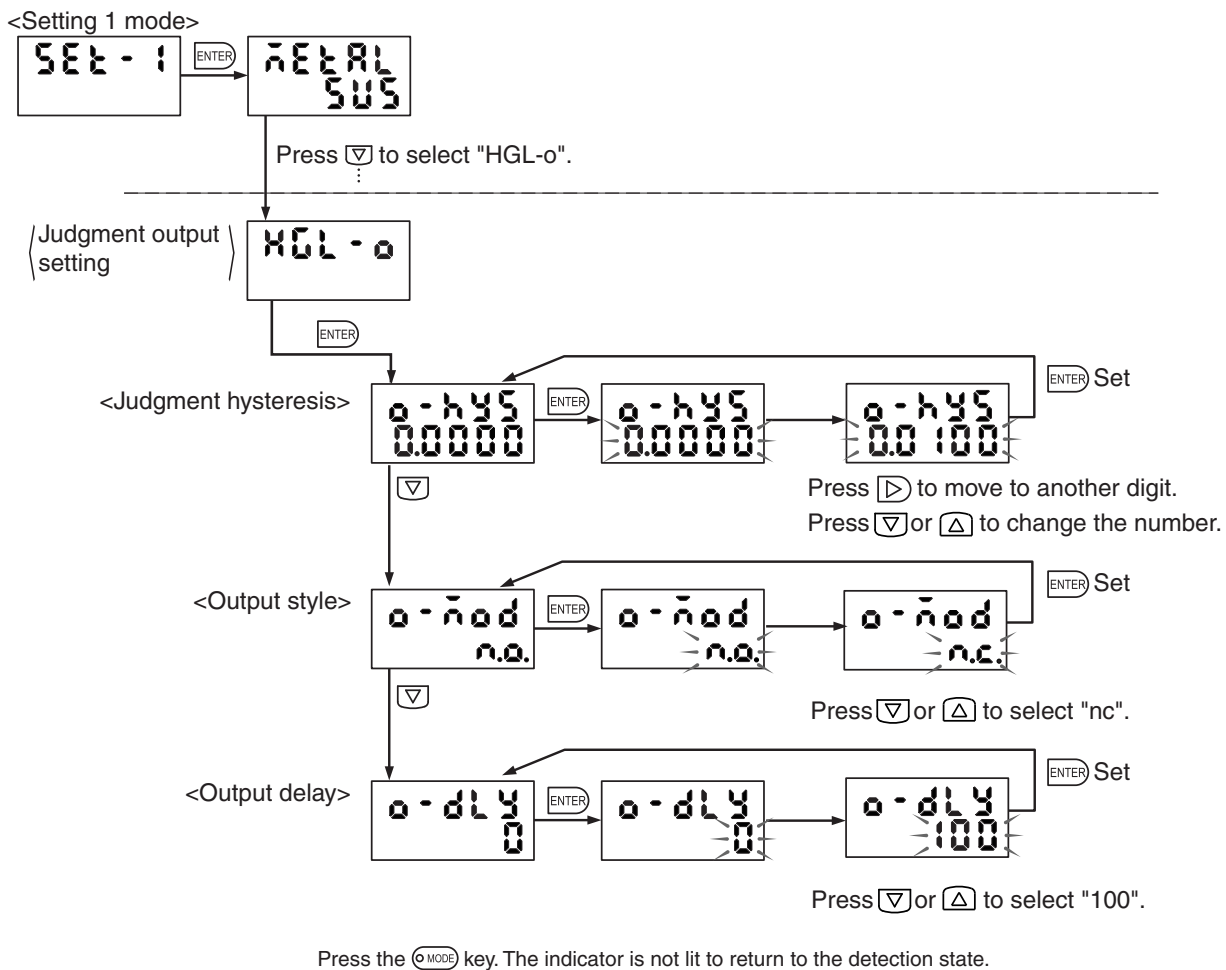 <Setting 1 mode>
SEt-1
ENTER
METAL
SUS
Press ▽ to select "HGL-o".
Judgment output
setting
HGL-o
ENTER
<Judgment hysteresis>
o-hYS
0.0000
ENTER
o-hYS
0.0000
o-hYS
0.0100
ENTER Set
Press ▷ to move to another digit.
Press ▽ or △ to change the number.
<Output style>
o-mod
n.o.
ENTER
o-mod
n.o.
o-mod
n.c.
ENTER Set
Press ▽ or △ to select "nc".
<Output delay>
o-dLY
0
ENTER
o-dLY
0
o-dLY
100
ENTER Set
Press ▽ or △ to select "100".
Press the MODE key. The indicator is not lit to return to the detection state.